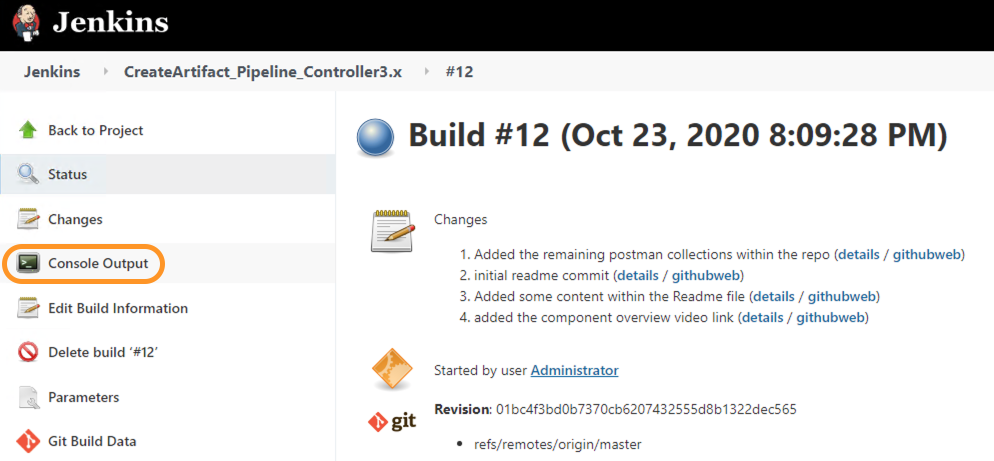 Jenkins
Jenkins CreateArtifact_Pipeline_Controller3.x #12
Back to Project
Status
Changes
Console Output
Edit Build Information
Delete build ‘#12’
Parameters
Git Build Data
Build #12 (Oct 23, 2020 8:09:28 PM)
Changes
1. Added the remaining postman collections within the repo (details / githubweb)
2. initial readme commit (details / githubweb)
3. Added some content within the Readme file (details / githubweb)
4. added the component overview video link (details / githubweb)
Started by user Administrator
git
Revision: 01bc4f3bd0b7370cb6207432555d8b1322dec565
• refs/remotes/origin/master